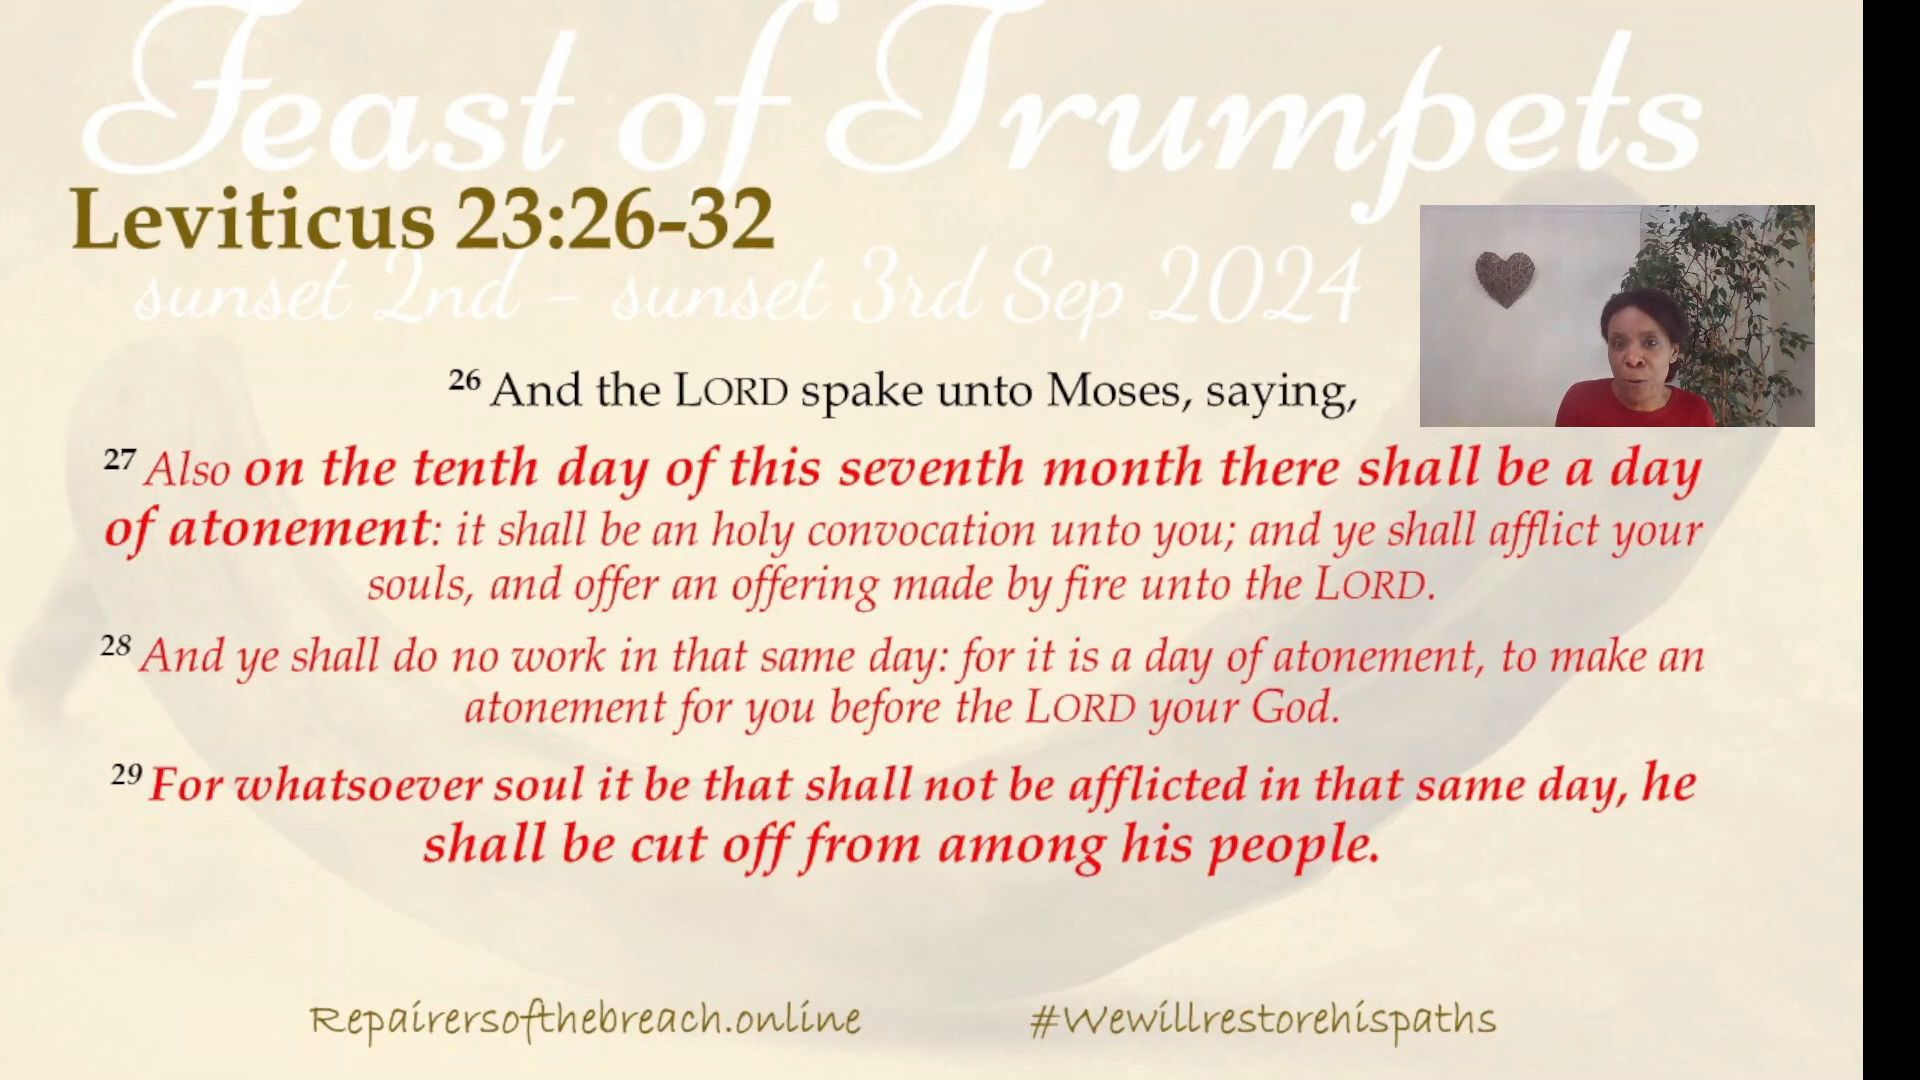 Feast of Trumpets
Leviticus 23:26-32
sunset 2nd – sunset 3rd Sep 2024
26 And the LORD spake unto Moses, saying,
27 Also on the tenth day of this seventh month there shall be a day
of atonement: it shall be an holy convocation unto you; and ye shall afflict your
souls, and offer an offering made by fire unto the LORD.
28 And ye shall do no work in that same day: for it is a day of atonement, to make an
atonement for you before the LORD your God.
29 For whatsoever soul it be that shall not be afflicted in that same day, he
shall be cut off from among his people.
Repairersofthebreach.online #Wewillrestorehispaths